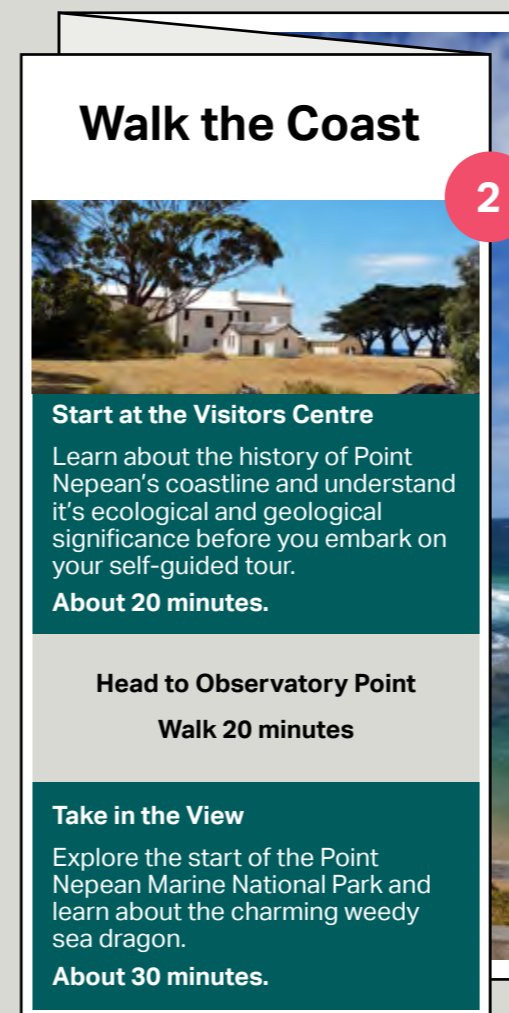 Walk the Coast
2
Start at the Visitors Centre
Learn about the history of Point
Nepean’s coastline and understand
it’s ecological and geological
significance before you embark on
your self-guided tour.
About 20 minutes.
Head to Observatory Point
Walk 20 minutes
Take in the View
Explore the start of the Point
Nepean Marine National Park and
learn about the charming weedy
sea dragon.
About 30 minutes.